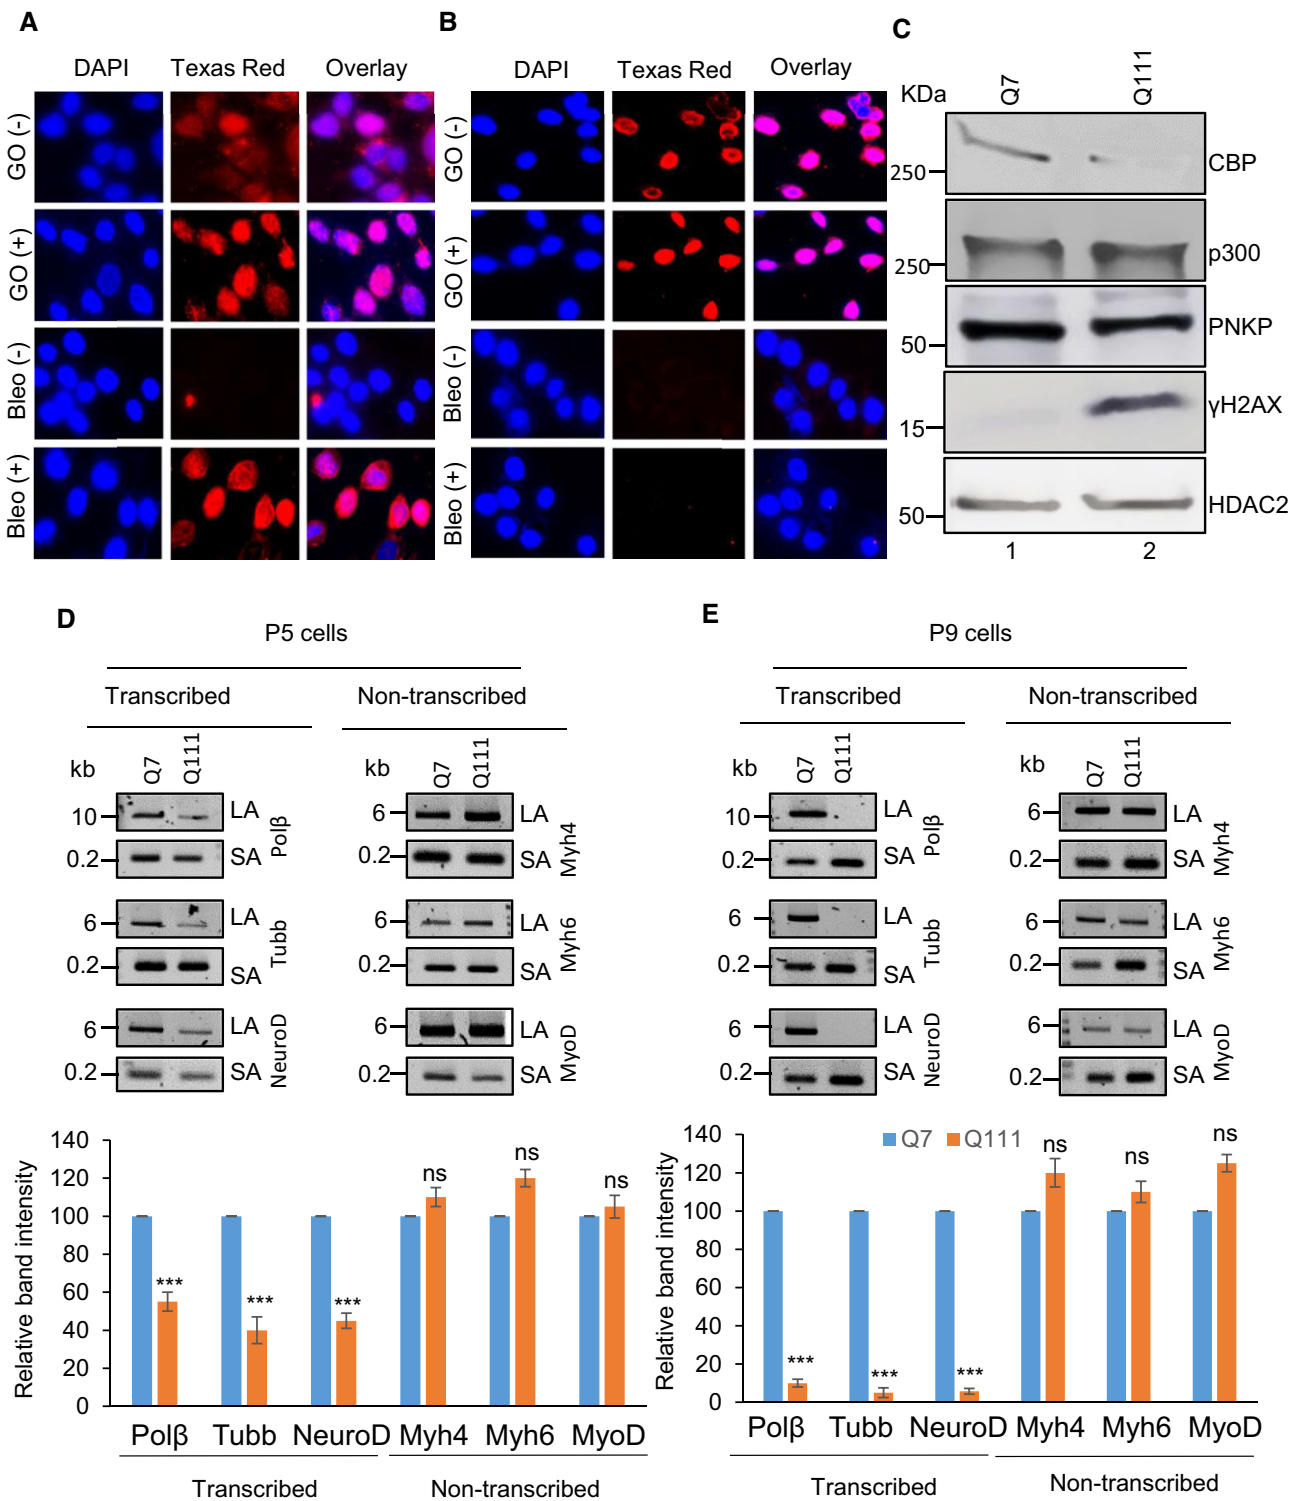 A
DAPI Texas Red Overlay
GO (-)
GO (+)
Bleo (-)
Bleo (+)
B
DAPI Texas Red Overlay
GO (-)
GO (+)
Bleo (-)
Bleo (+)
C
KDa Q7 Q111
250 CBP
250 p300
50 PNKP
15 γH2AX
50 HDAC2
1 2
D
P5 cells
Transcribed Non-transcribed
kb Q7 Q111 kb Q7 Q111
10 LA Polβ 6 LA Myh4
0.2 SA 0.2 SA
6 LA Tubb 6 LA Myh6
0.2 SA 0.2 SA
6 LA NeuroD 6 LA MyoD
0.2 SA 0.2 SA
Relative band intensity
140
120
100
80
60
40
20
0
*** *** *** ns ns ns
Polβ Tubb NeuroD Myh4 Myh6 MyoD
Transcribed Non-transcribed
E
P9 cells
Transcribed Non-transcribed
kb Q7 Q111 kb Q7 Q111
10 LA Polβ 6 LA Myh4
0.2 SA 0.2 SA
6 LA Tubb 6 LA Myh6
0.2 SA 0.2 SA
6 LA NeuroD 6 LA MyoD
0.2 SA 0.2 SA
Q7 Q111
Relative band intensity
140
120
100
80
60
40
20
0
*** *** *** ns ns ns
Polβ Tubb NeuroD Myh4 Myh6 MyoD
Transcribed Non-transcribed